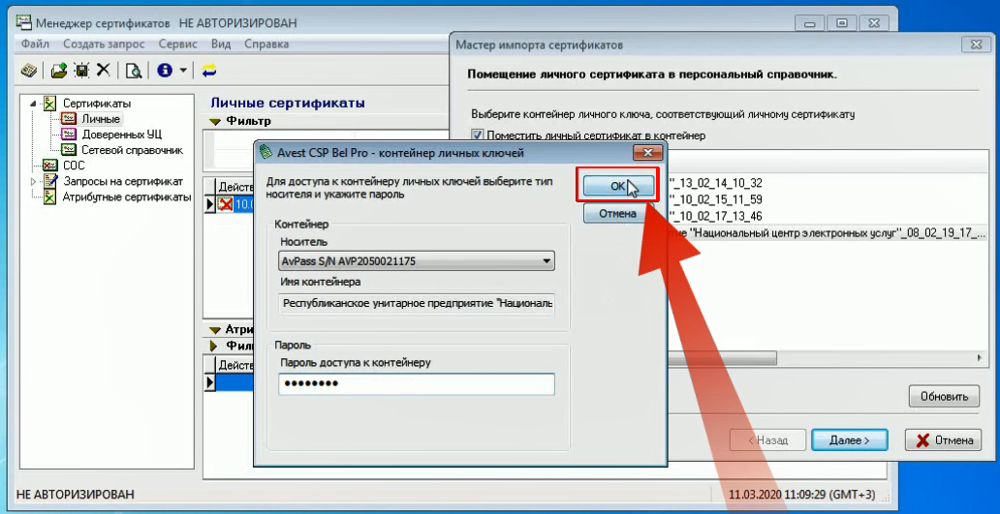 Менеджер сертификатов НЕ АВТОРИЗИРОВАН
Файл Создать запрос Сервис Вид Справка
Сертификаты
Личные
Доверенных УЦ
Сетевой справочник
СОС
Запросы на сертификат
Атрибутные сертификаты
Личные сертификаты
Фильтр
Действ
10.0
Атри
Фил
Действ
Мастер импорта сертификатов
Помещение личного сертификата в персональный справочник.
Выберите контейнер личного ключа, соответствующий личному сертификату
Поместить личный сертификат в контейнер
"_13_02_14_10_32
"_10_02_15_11_59
"_10_02_17_13_46
"Национальный центр электронных услуг"_08_02_19_17_...
Обновить
< Назад
Далее >
Отмена
Avest CSP Bel Pro - контейнер личных ключей
Для доступа к контейнеру личных ключей выберите тип
носителя и укажите пароль
OK
Отмена
Контейнер
Носитель
AvPass S/N AVP2050021175
Имя контейнера
Республиканское унитарное предприятие "Националь
Пароль
Пароль доступа к контейнеру
••••••••
НЕ АВТОРИЗИРОВАН
11.03.2020 11:09:29 (GMT+3)